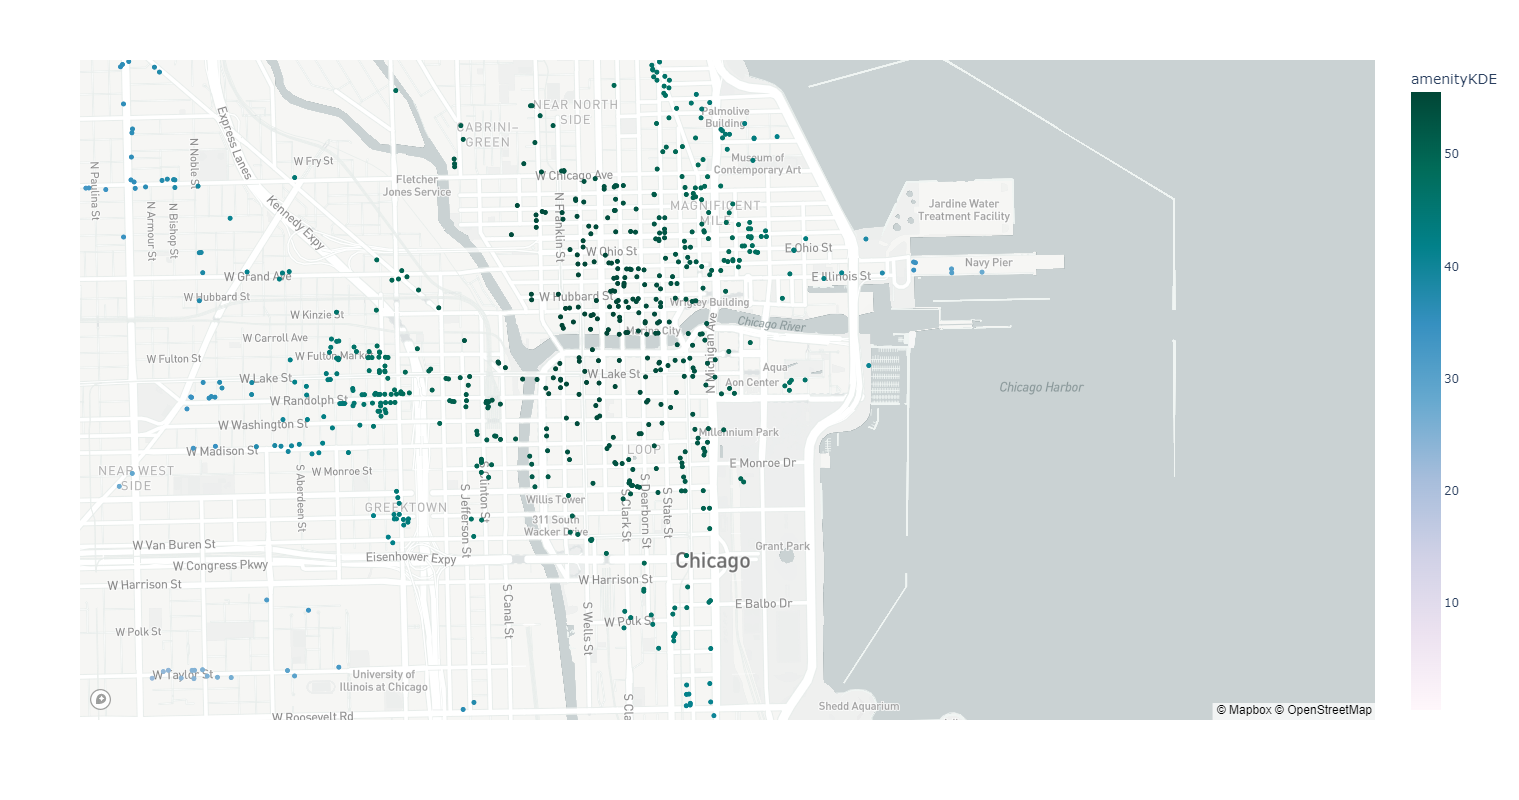 amenityKDE
50
40
30
20
10
NEAR NORTH
SIDE
CABRINI–
GREEN
Palmolive
Building
Express Lanes
N Noble St
W Fry St
N Paulina St
Museum of
Contemporary Art
W Chicago Ave
Fletcher
Jones Service
N Armour St
N Bishop St
Kennedy Expy
N Franklin St
MAGNIFICENT
MILE
Jardine Water
Treatment Facility
W Ohio St
E Ohio St
Navy Pier
W Grand Ave
E Illinois St
W Hubbard St
W Hubbard St
Wrigley Building
W Kinzie St
Chicago River
Marina City
N Michigan Ave
W Carroll Ave
W Fulton St
W Fulton Market
Aqua
W Lake St
W Lake St
Aon Center
Chicago Harbor
W Randolph St
W Washington St
Millennium Park
W Madison St
LOOP
E Monroe Dr
NEAR WEST
SIDE
W Monroe St
S Aberdeen St
S Clinton St
S Jefferson St
Willis Tower
S Clark St
S Dearborn St
S State St
GREEKTOWN
311 South
Wacker Drive
W Van Buren St
Eisenhower Expy
Grant Park
W Congress Pkwy
Chicago
W Harrison St
W Harrison St
S Canal St
S Wells St
E Balbo Dr
W Polk St
W Polk St
W Taylor St
University of
Illinois at Chicago
S Cla
W Roosevelt Rd
Shedd Aquarium
© Mapbox © OpenStreetMap